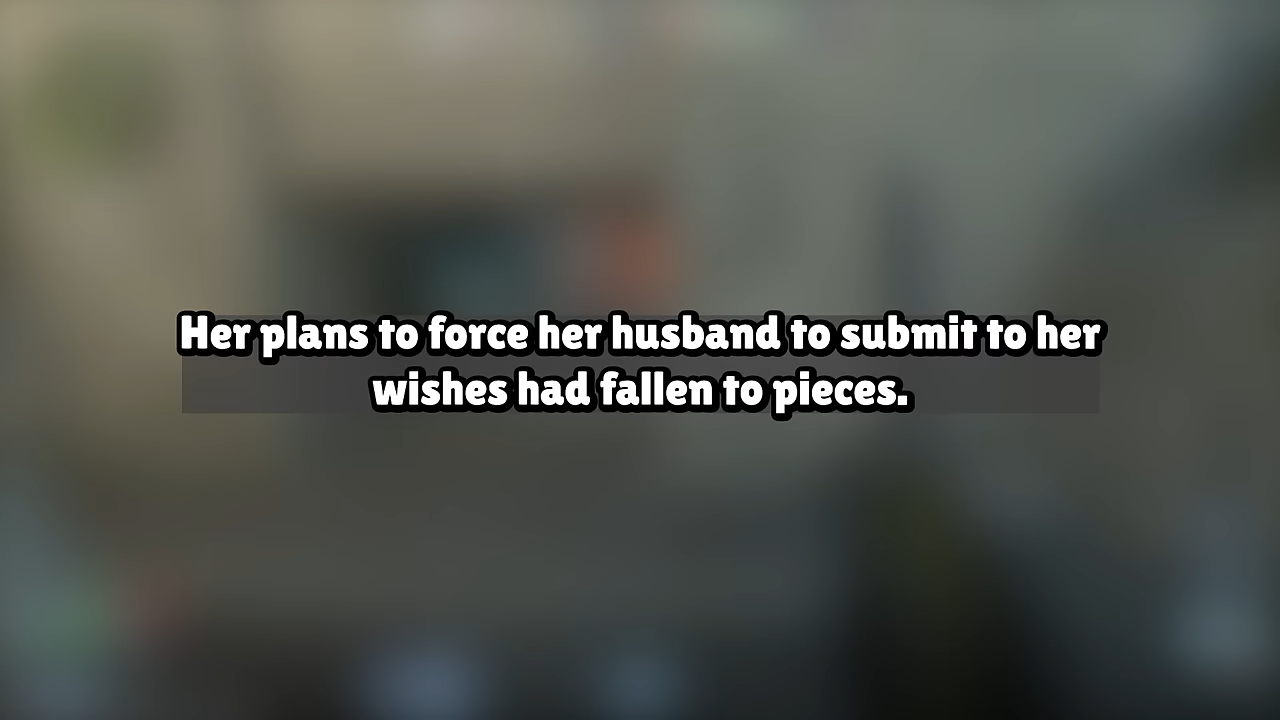 Her plans to force her husband to submit to her
wishes had fallen to pieces.